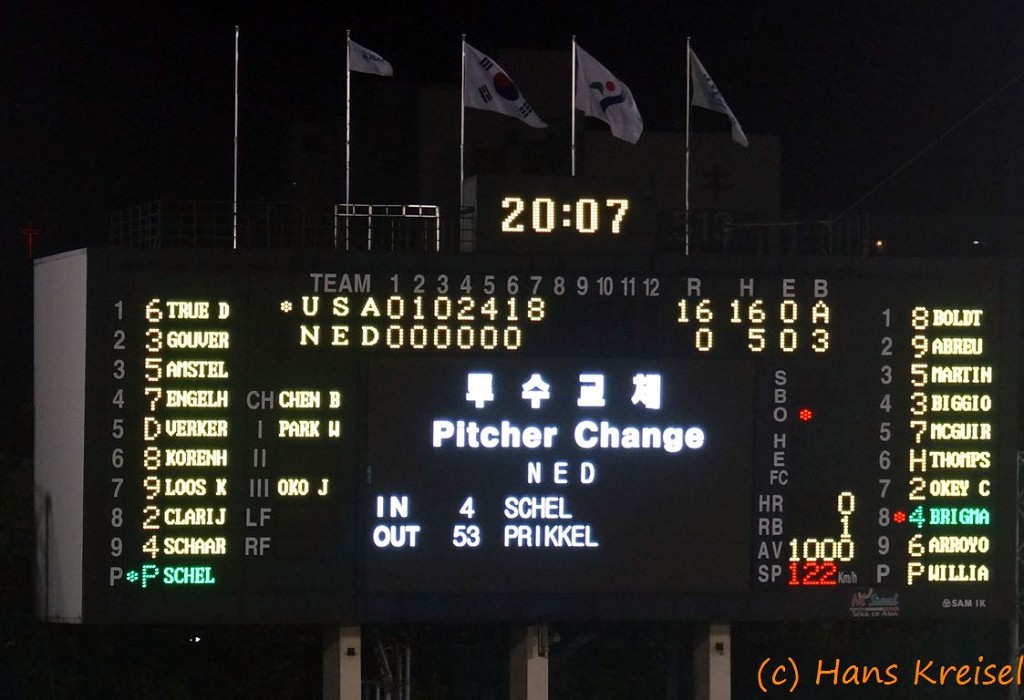 20:07
TEAM 1 2 3 4 5 6 7 8 9 10 11 12 R H E B
USA 0 1 0 2 4 1 8 16 16 0 A
NED 0 0 0 0 0 0 0 5 0 3
1 6 TRUE D
2 3 GOUVER
3 5 AMSTEL
4 7 ENGELH
5 D VERKER
6 8 KORENH
7 9 LOOS K
8 2 CLARIJ
9 4 SCHAAR
P P SCHEL
CH CHEN B
I PARK W
II
III OKO J
LF
RF
투수교체
Pitcher Change
NED
IN 4 SCHEL
OUT 53 PRIKKEL
S
B
O
H
E
FC
HR 0
RB 1
AV 1000
SP 122 Km/h
1 8 BOLDT
2 9 ABREU
3 5 MARTIN
4 3 BIGGIO
5 7 MCGUIR
6 H THOMPS
7 2 OKEY C
8 4 BRIGMA
9 6 ARROYO
P P WILLIA
Hi Seoul
SOUL OF ASIA
SAM IK
(c) Hans Kreisel